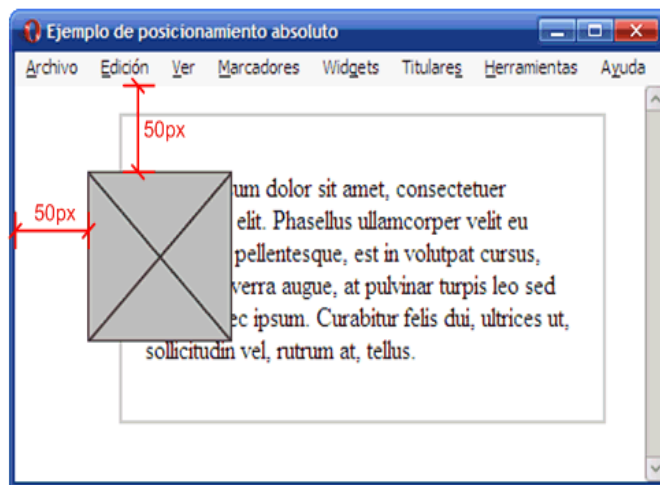 Ejemplo de posicionamiento absoluto
Archivo Edición Ver Marcadores Widgets Titulares Herramientas Ayuda
50px
50px
um dolor sit amet, consectetuer
elit. Phasellus ullamcorper velit eu
pellentesque, est in volutpat cursus,
verra augue, at pulvinar turpis leo sed
ec ipsum. Curabitur felis dui, ultrices ut,
sollicitudin vel, rutrum at, tellus.